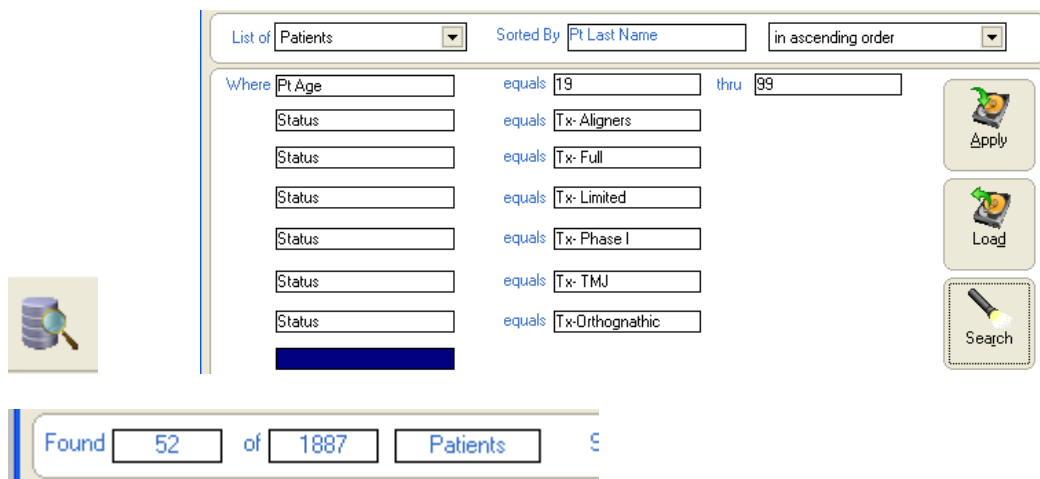 List of Patients Sorted By Pt Last Name in ascending order
Where Pt Age equals 19 thru 99
Status equals Tx- Aligners
Apply
Status equals Tx- Full
Status equals Tx- Limited
Status equals Tx- Phase I
Load
Status equals Tx- TMJ
Status equals Tx-Orthognathic
Search
Found 52 of 1887 Patients